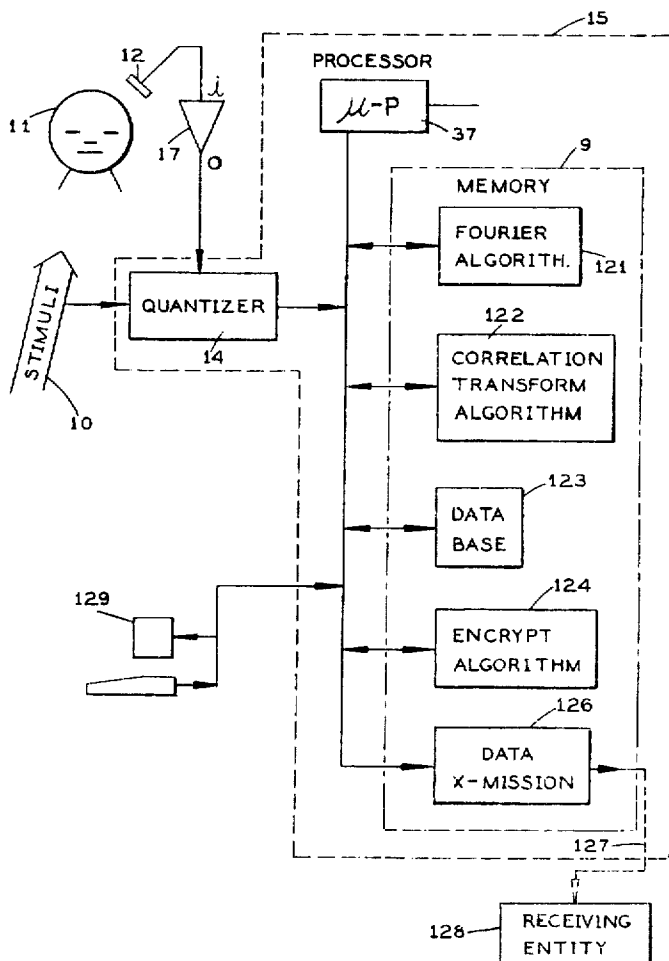 15
PROCESSOR
12
i
μ-P
11
17
37
o
9
MEMORY
FOURIER
ALGORITH.
121
STIMULI
QUANTIZER
14
10
122
CORRELATION
TRANSFORM
ALGORITHM
123
DATA
BASE
129
124
ENCRYPT
ALGORITHM
126
DATA
X-MISSION
127
128
RECEIVING
ENTITY